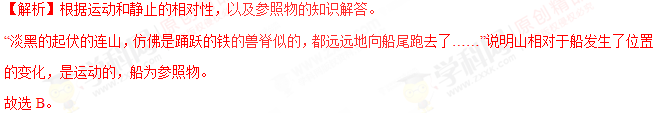 【解析】根据运动和静止的相对性，以及参照物的知识解答。
“淡黑的起伏的连山，仿佛是踊跃的铁的兽脊似的，都远远地向船尾跑去了……”说明山相对于船发生了位置
的变化，是运动的，船为参照物。
故选 B。